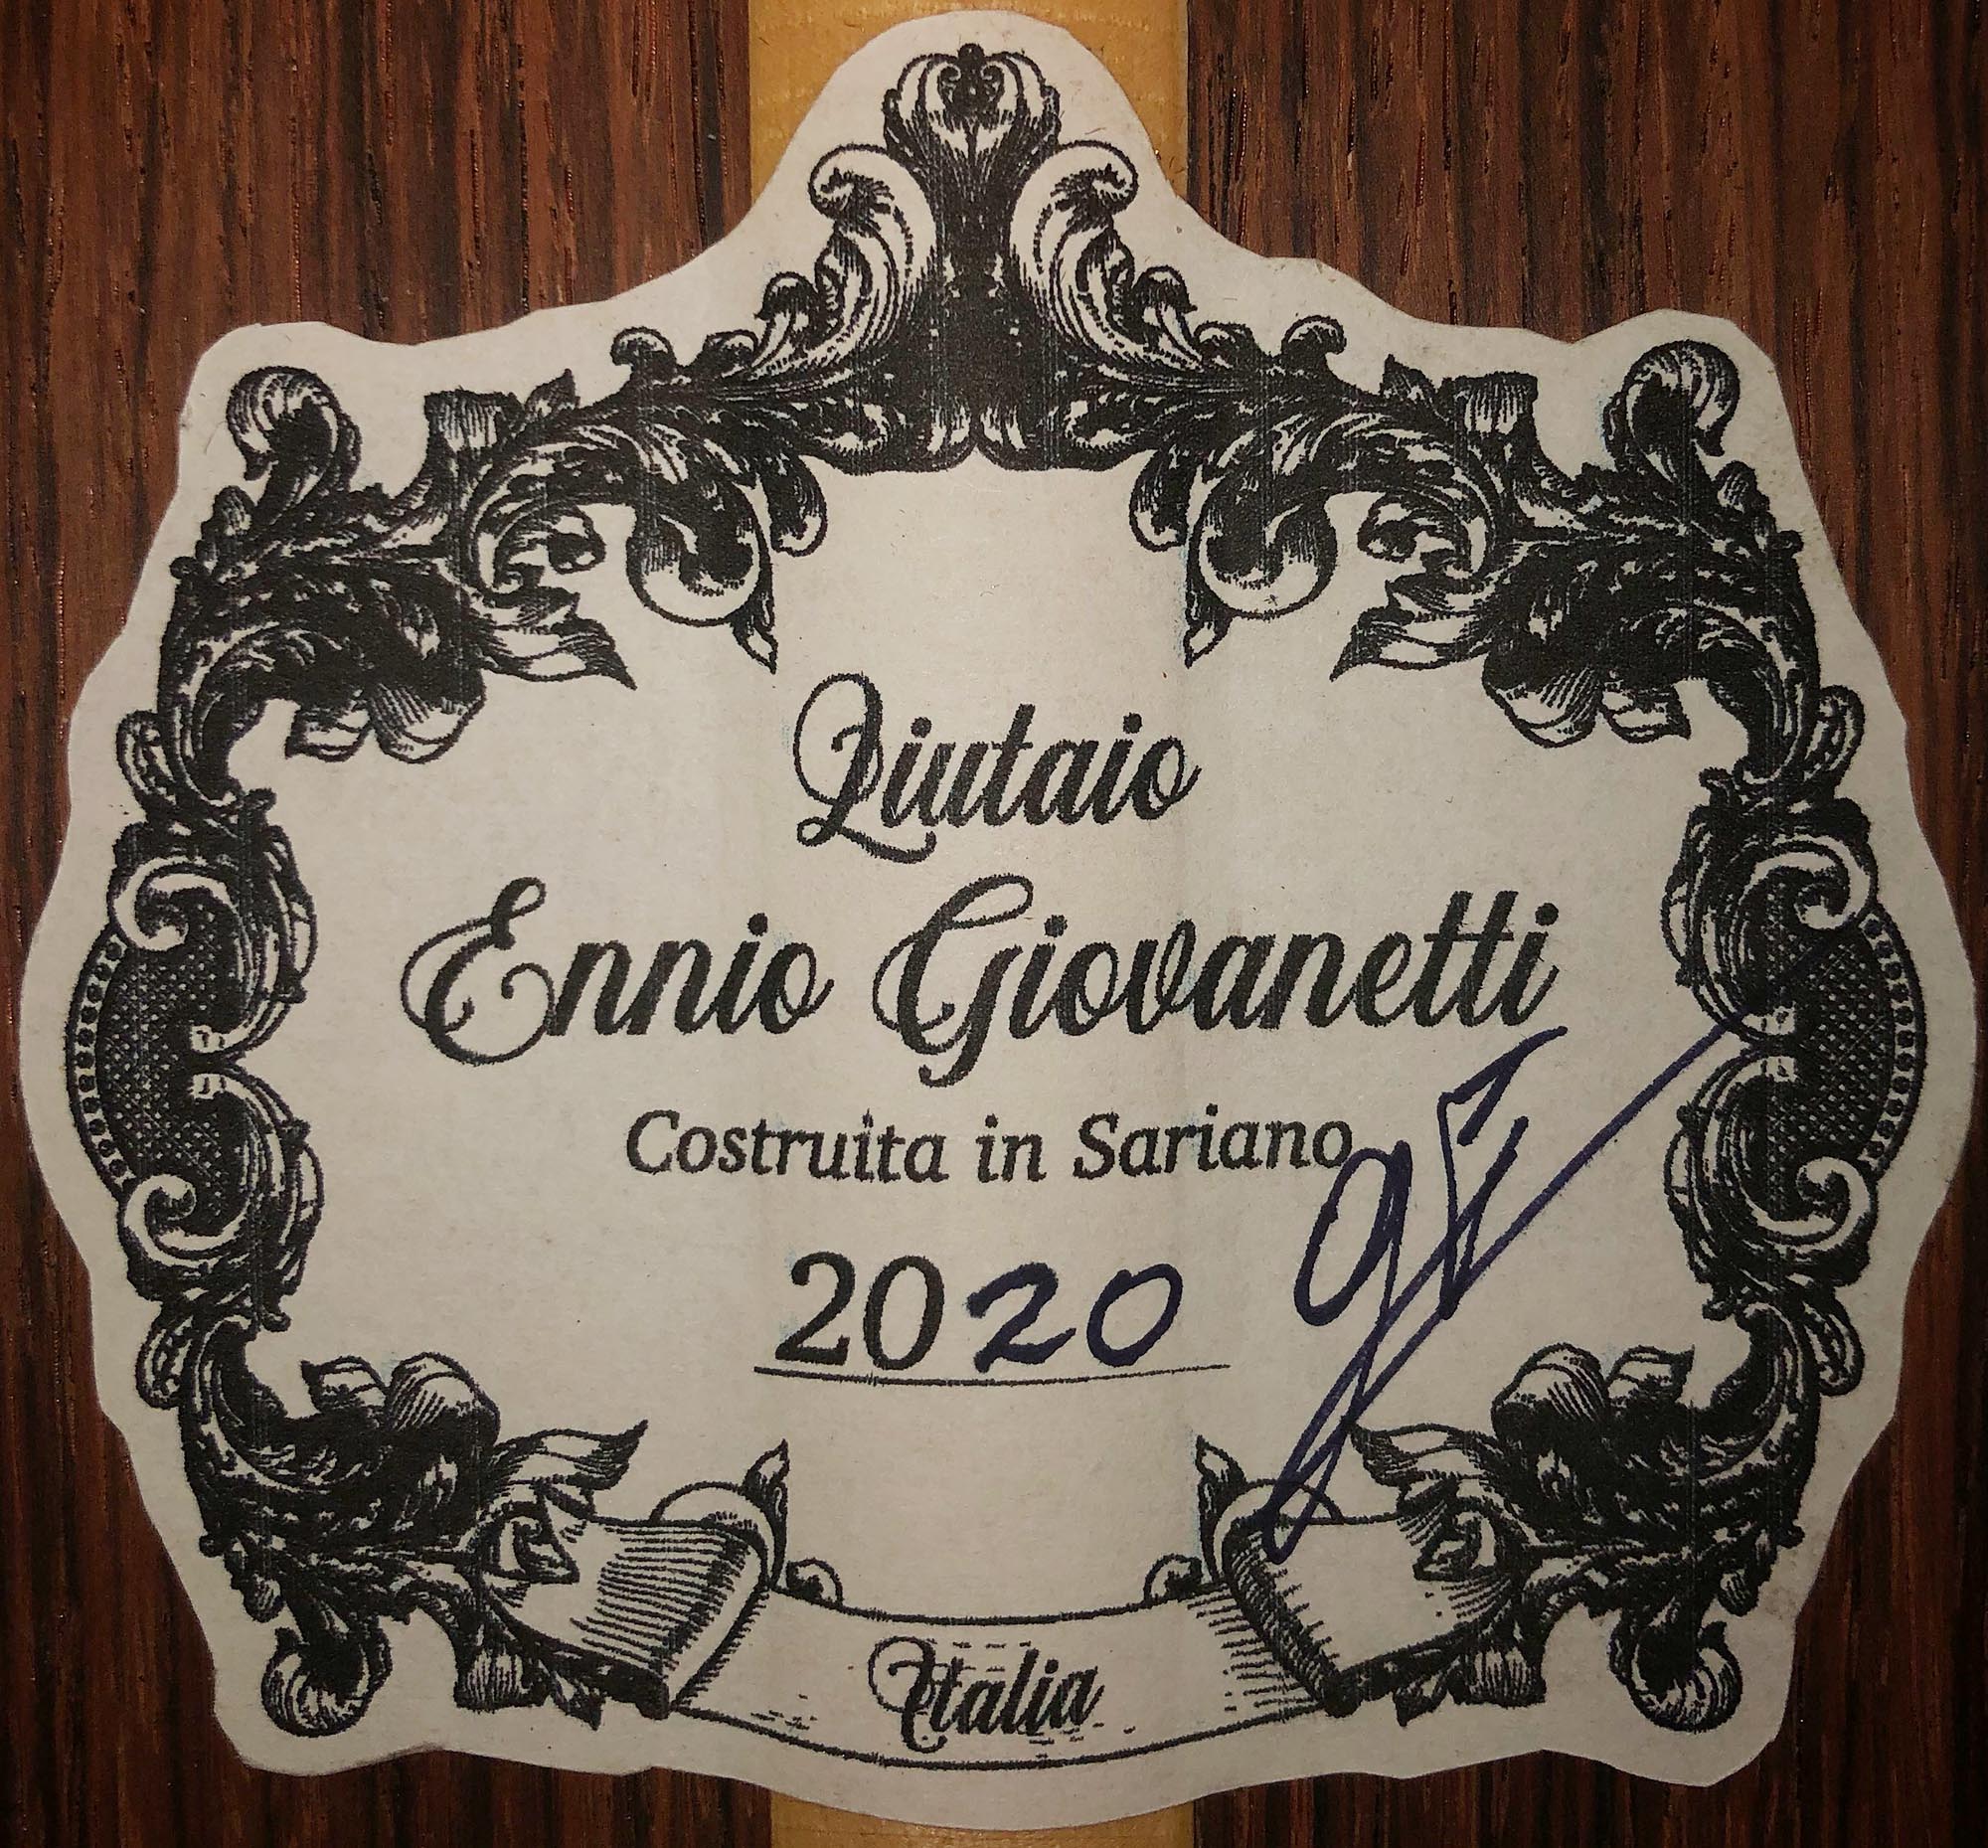 Liutaio
Ennio Giovanetti
Costruita in Sariano
2020
Italia